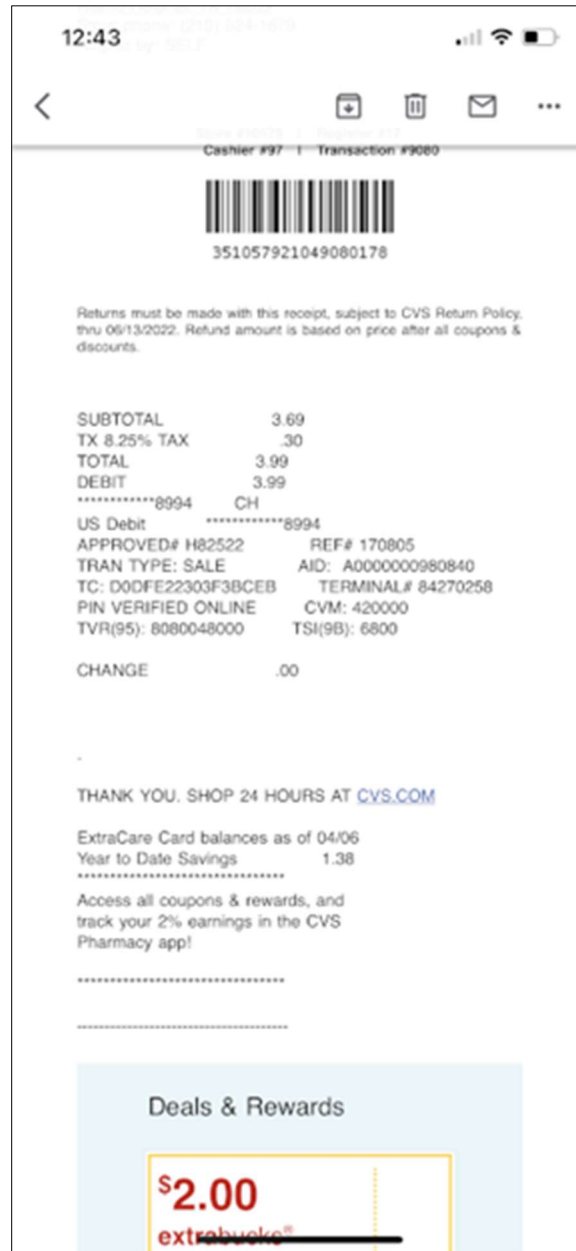 12:43
Cashier #97 | Transaction #9080
351057921049080178
Returns must be made with this receipt, subject to CVS Return Policy,
thru 06/13/2022. Refund amount is based on price after all coupons &
discounts.
SUBTOTAL 3.69
TX 8.25% TAX .30
TOTAL 3.99
DEBIT 3.99
************8994 CH
US Debit ************8994
APPROVED# H82522 REF# 170805
TRAN TYPE: SALE AID: A0000000980840
TC: D0DFE22303F3BCEB TERMINAL# 84270258
PIN VERIFIED ONLINE CVM: 420000
TVR(95): 8080048000 TSI(9B): 6800
CHANGE .00
.
THANK YOU. SHOP 24 HOURS AT CVS.COM
ExtraCare Card balances as of 04/06
Year to Date Savings 1.38
********************************
Access all coupons & rewards, and
track your 2% earnings in the CVS
Pharmacy app!
********************************
---------------------------------------
Deals & Rewards
$2.00
extrabucks®